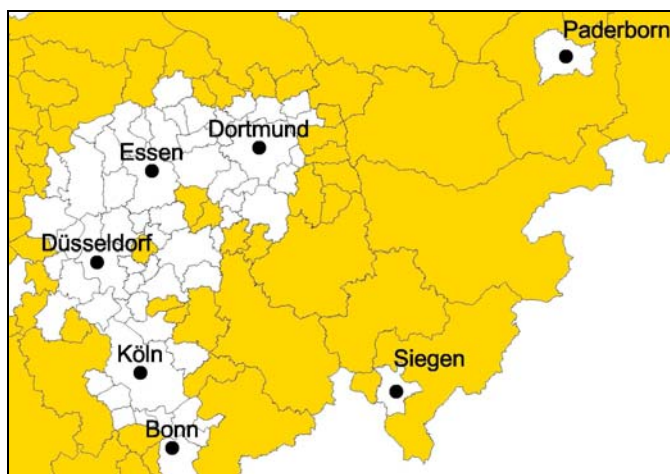 Paderborn
Dortmund
Essen
Düsseldorf
Köln
Siegen
Bonn